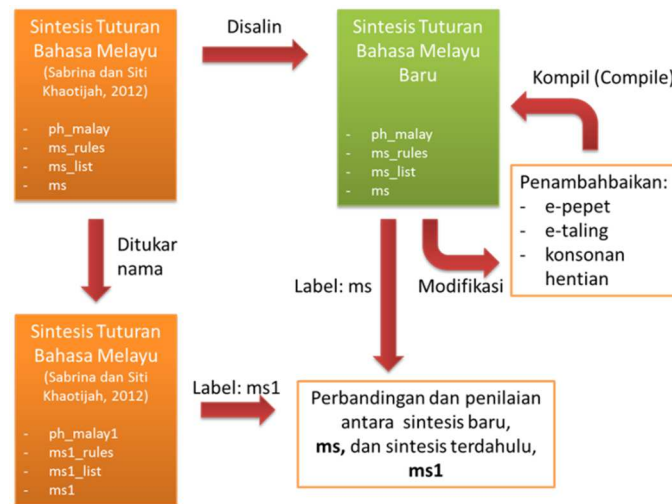 Sintesis Tuturan
Bahasa Melayu
(Sabrina dan Siti
Khaotijah, 2012)
- ph_malay
- ms_rules
- ms_list
- ms
Disalin
Sintesis Tuturan
Bahasa Melayu
Baru
- ph_malay
- ms_rules
- ms_list
- ms
Kompil (Compile)
Penambahbaikan:
- e-pepet
- e-taling
- konsonan
hentian
Ditukar
nama
Label: ms
Modifikasi
Sintesis Tuturan
Bahasa Melayu
(Sabrina dan Siti
Khaotijah, 2012)
- ph_malay1
- ms1_rules
- ms1_list
- ms1
Label: ms1
Perbandingan dan penilaian
antara sintesis baru,
ms, dan sintesis terdahulu,
ms1